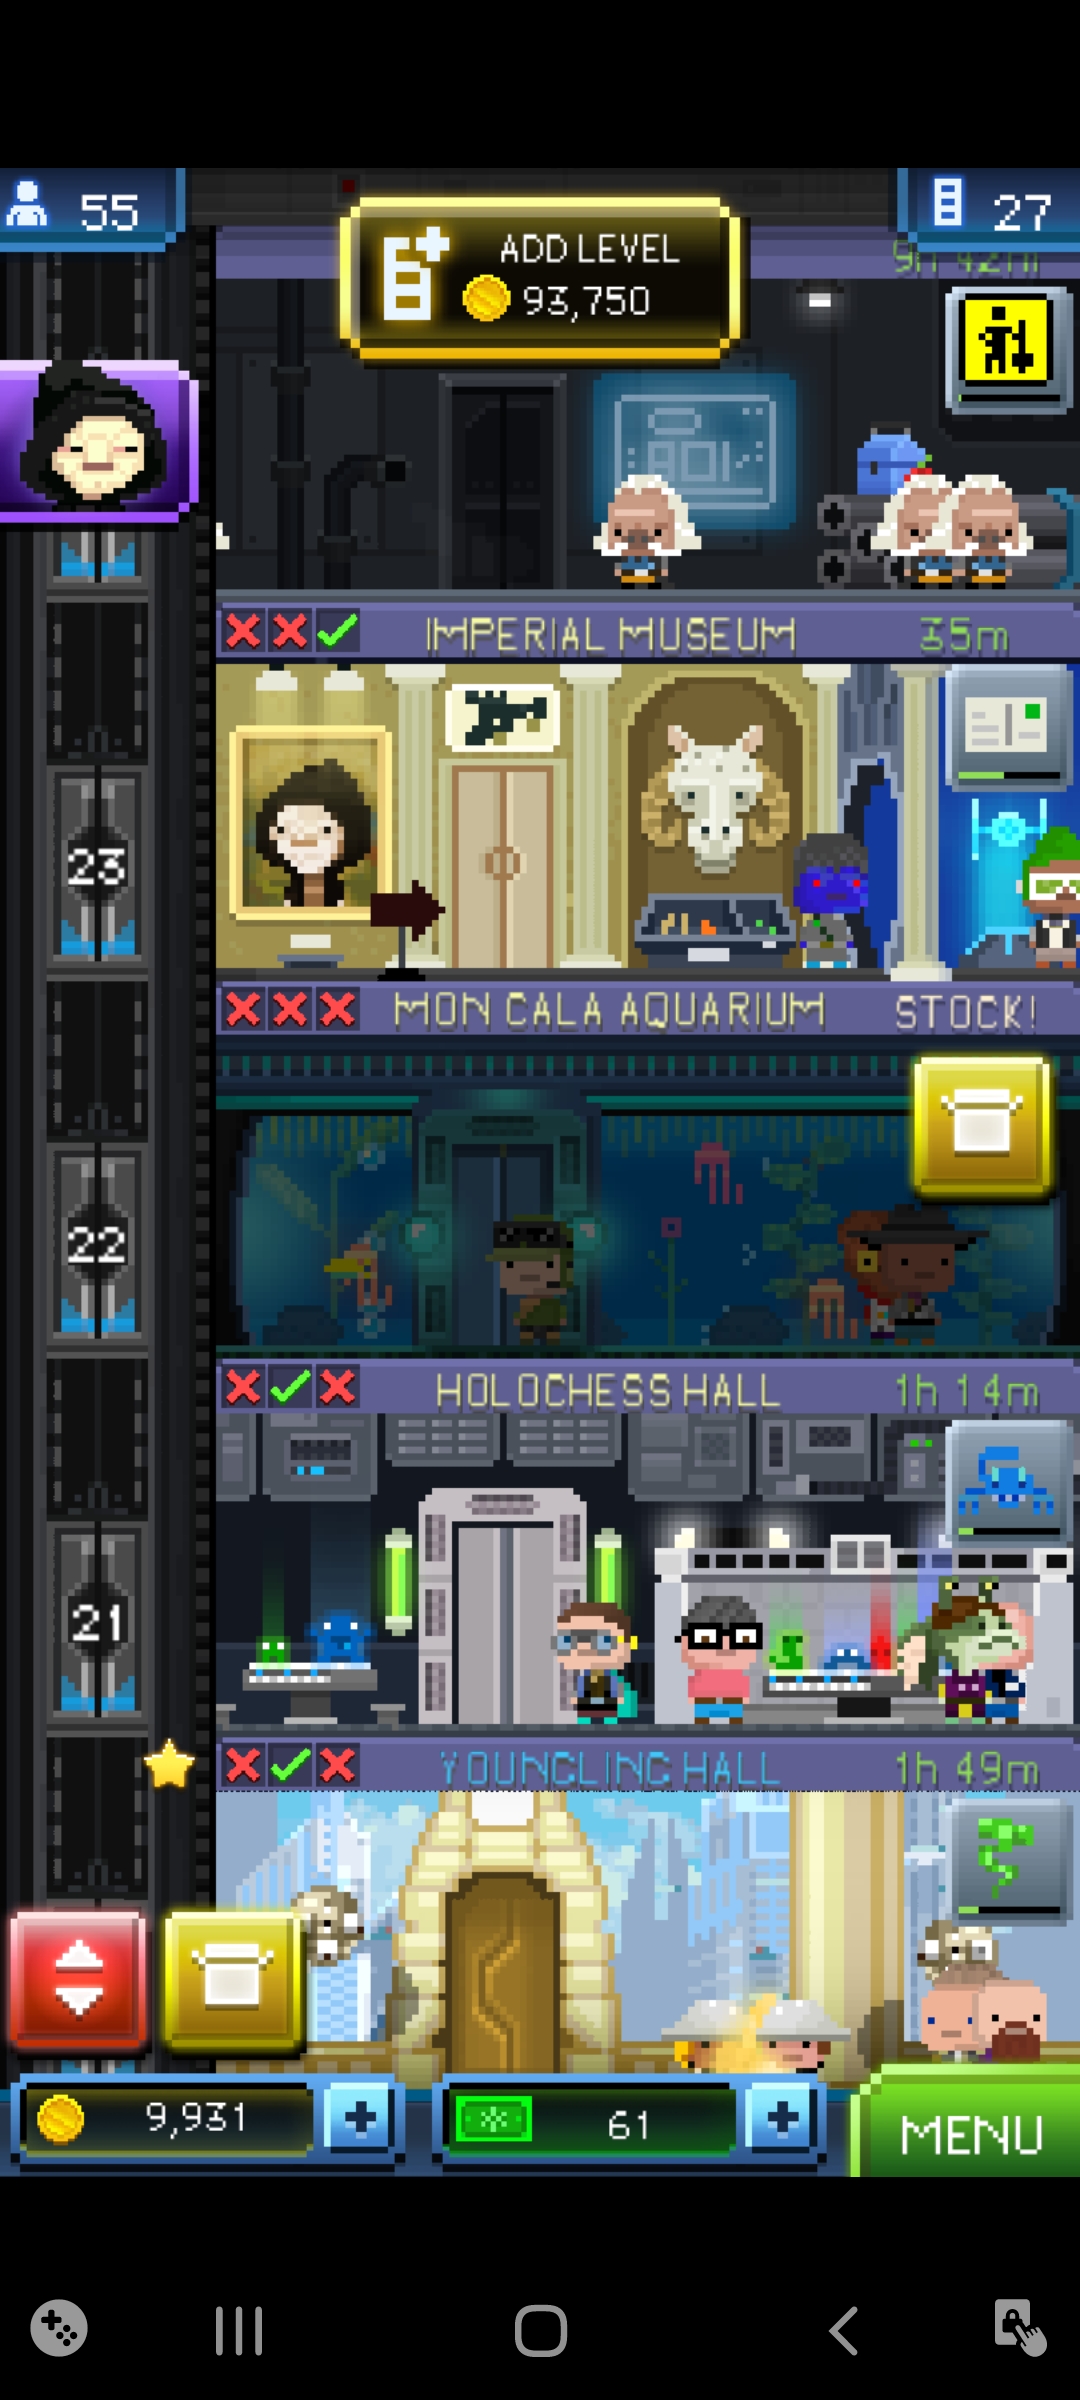 55
ADD LEVEL
93,750
27
9h 42m
IMPERIAL MUSEUM 35m
23
MON CALA AQUARIUM STOCK!
22
HOLOCHESS HALL 1h 14m
21
YOUNGLING HALL 1h 49m
9,931
61
MENU